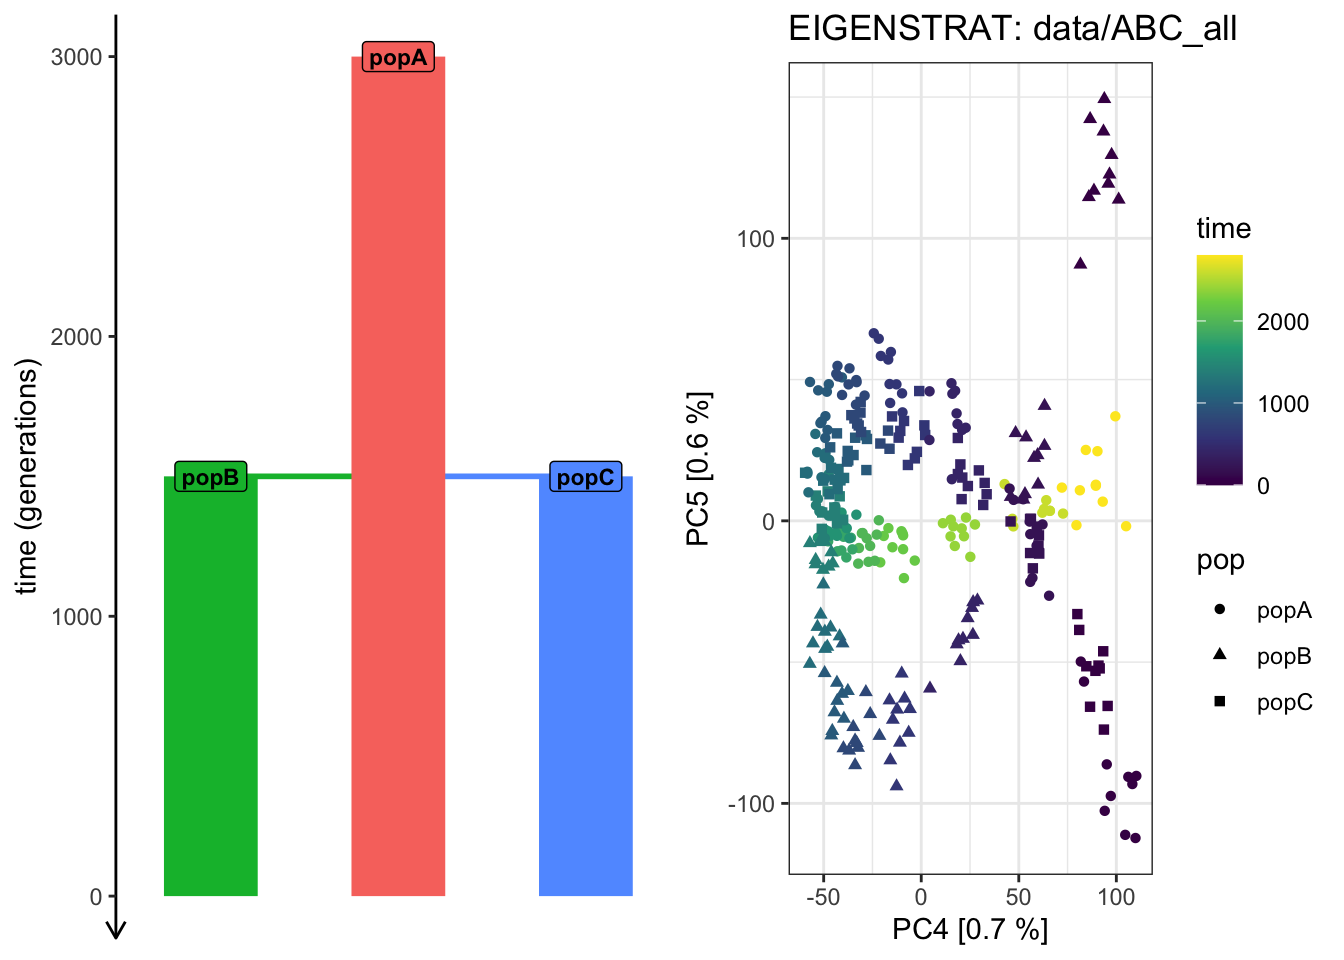 time (generations)
3000
2000
1000
0
popA
popB
popC
EIGENSTRAT: data/ABC_all
PC5 [0.6 %]
100
0
-100
-50
0
50
100
PC4 [0.7 %]
time
2000
1000
0
pop
popA
popB
popC